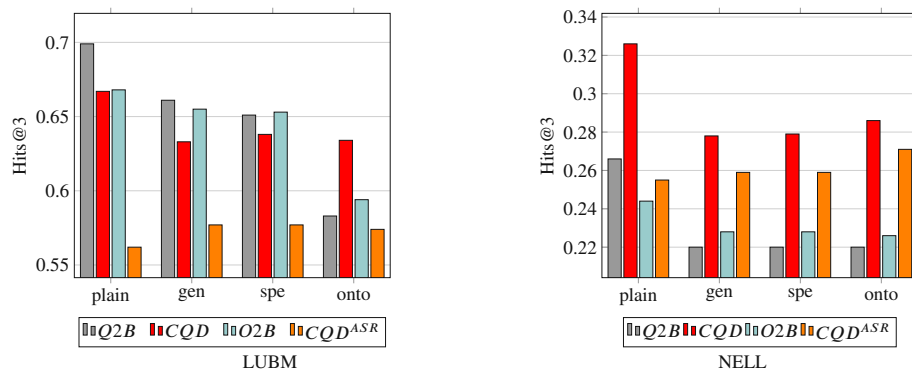 0.7
0.65
0.6
0.55
Hits@3
plain gen spe onto
Q2B CQD O2B CQD^ASR
LUBM
0.34
0.32
0.3
0.28
0.26
0.24
0.22
Hits@3
plain gen spe onto
Q2B CQD O2B CQD^ASR
NELL